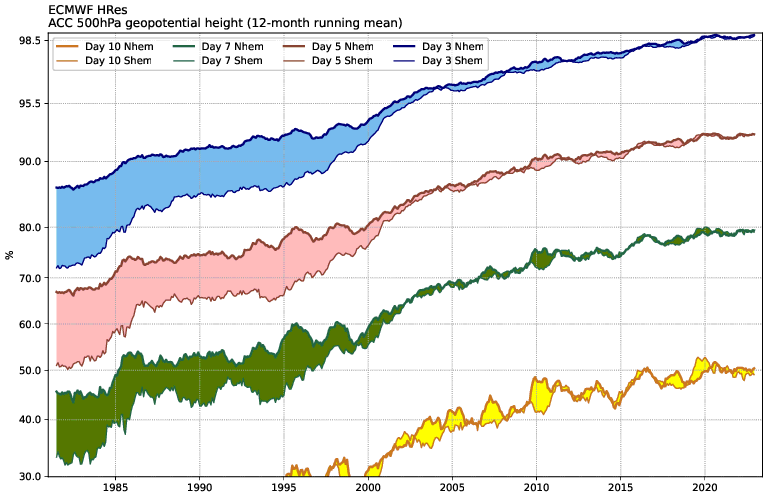 ECMWF HRes
ACC 500hPa geopotential height (12-month running mean)
Day 10 Nhem Day 7 Nhem Day 5 Nhem Day 3 Nhem
Day 10 Shem Day 7 Shem Day 5 Shem Day 3 Shem
98.5
95.5
90.0
80.0
%
70.0
60.0
50.0
40.0
30.0
1985 1990 1995 2000 2005 2010 2015 2020